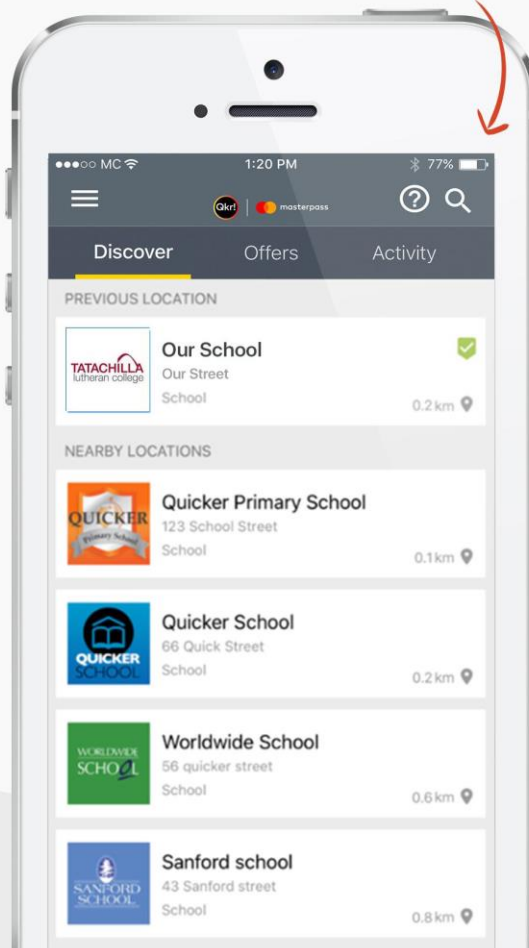 MC 1:20 PM 77%
Qkr! masterpass
Discover Offers Activity
PREVIOUS LOCATION
TATACHILLA
lutheran college
Our School
Our Street
School
0.2 km
NEARBY LOCATIONS
QUICKER
Primary School
Quicker Primary School
123 School Street
School
0.1 km
QUICKER
SCHOOL
Quicker School
66 Quick Street
School
0.2 km
WORLDWIDE
SCHOOL
Worldwide School
56 quicker street
School
0.6 km
SANFORD
SCHOOL
Sanford school
43 Sanford street
School
0.8 km